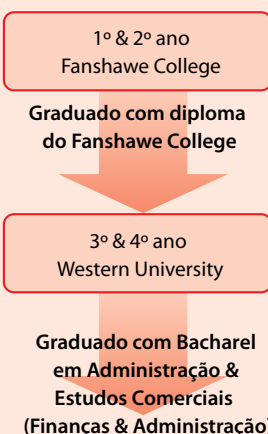 1º & 2º ano
Fanshawe College
Graduado com diploma
do Fanshawe College
3º & 4º ano
Western University
Graduado com Bacharel
em Administração &
Estudos Comerciais
(Finanças & Administração)